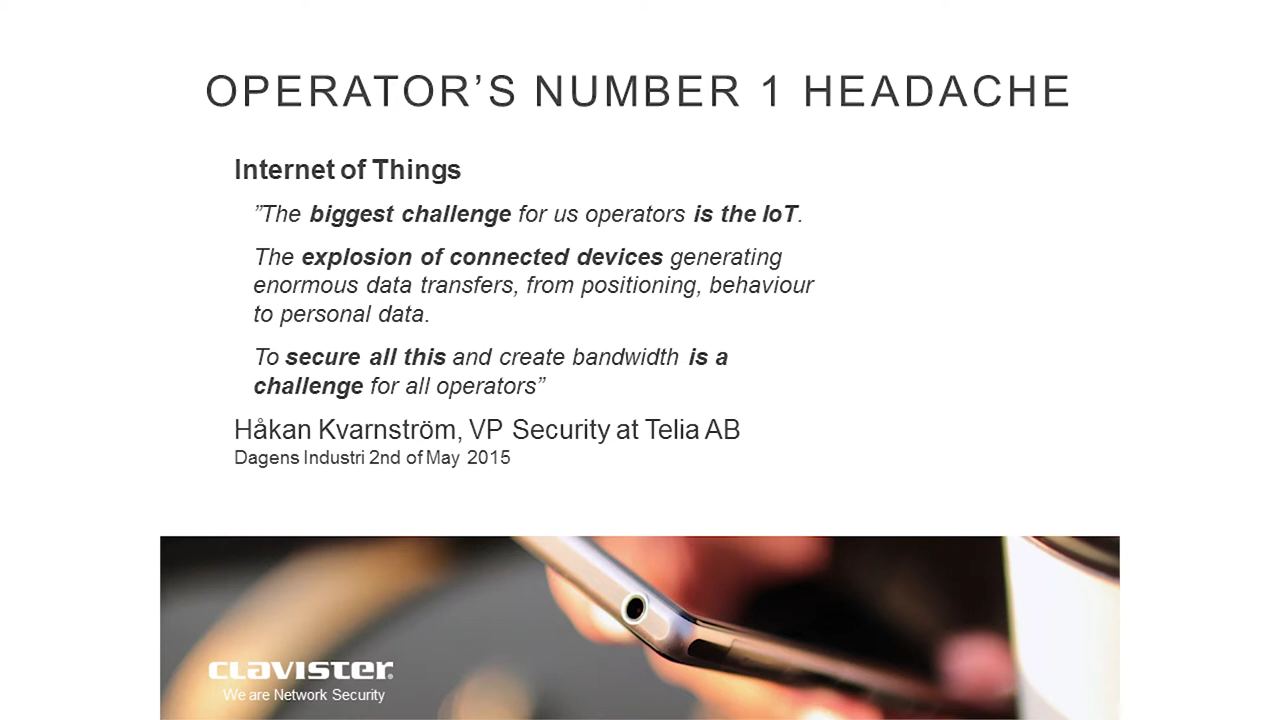 OPERATOR’S NUMBER 1 HEADACHE
Internet of Things
”The biggest challenge for us operators is the IoT.
The explosion of connected devices generating
enormous data transfers, from positioning, behaviour
to personal data.
To secure all this and create bandwidth is a
challenge for all operators”
Håkan Kvarnström, VP Security at Telia AB
Dagens Industri 2nd of May 2015
CLAVISTER®
We are Network Security